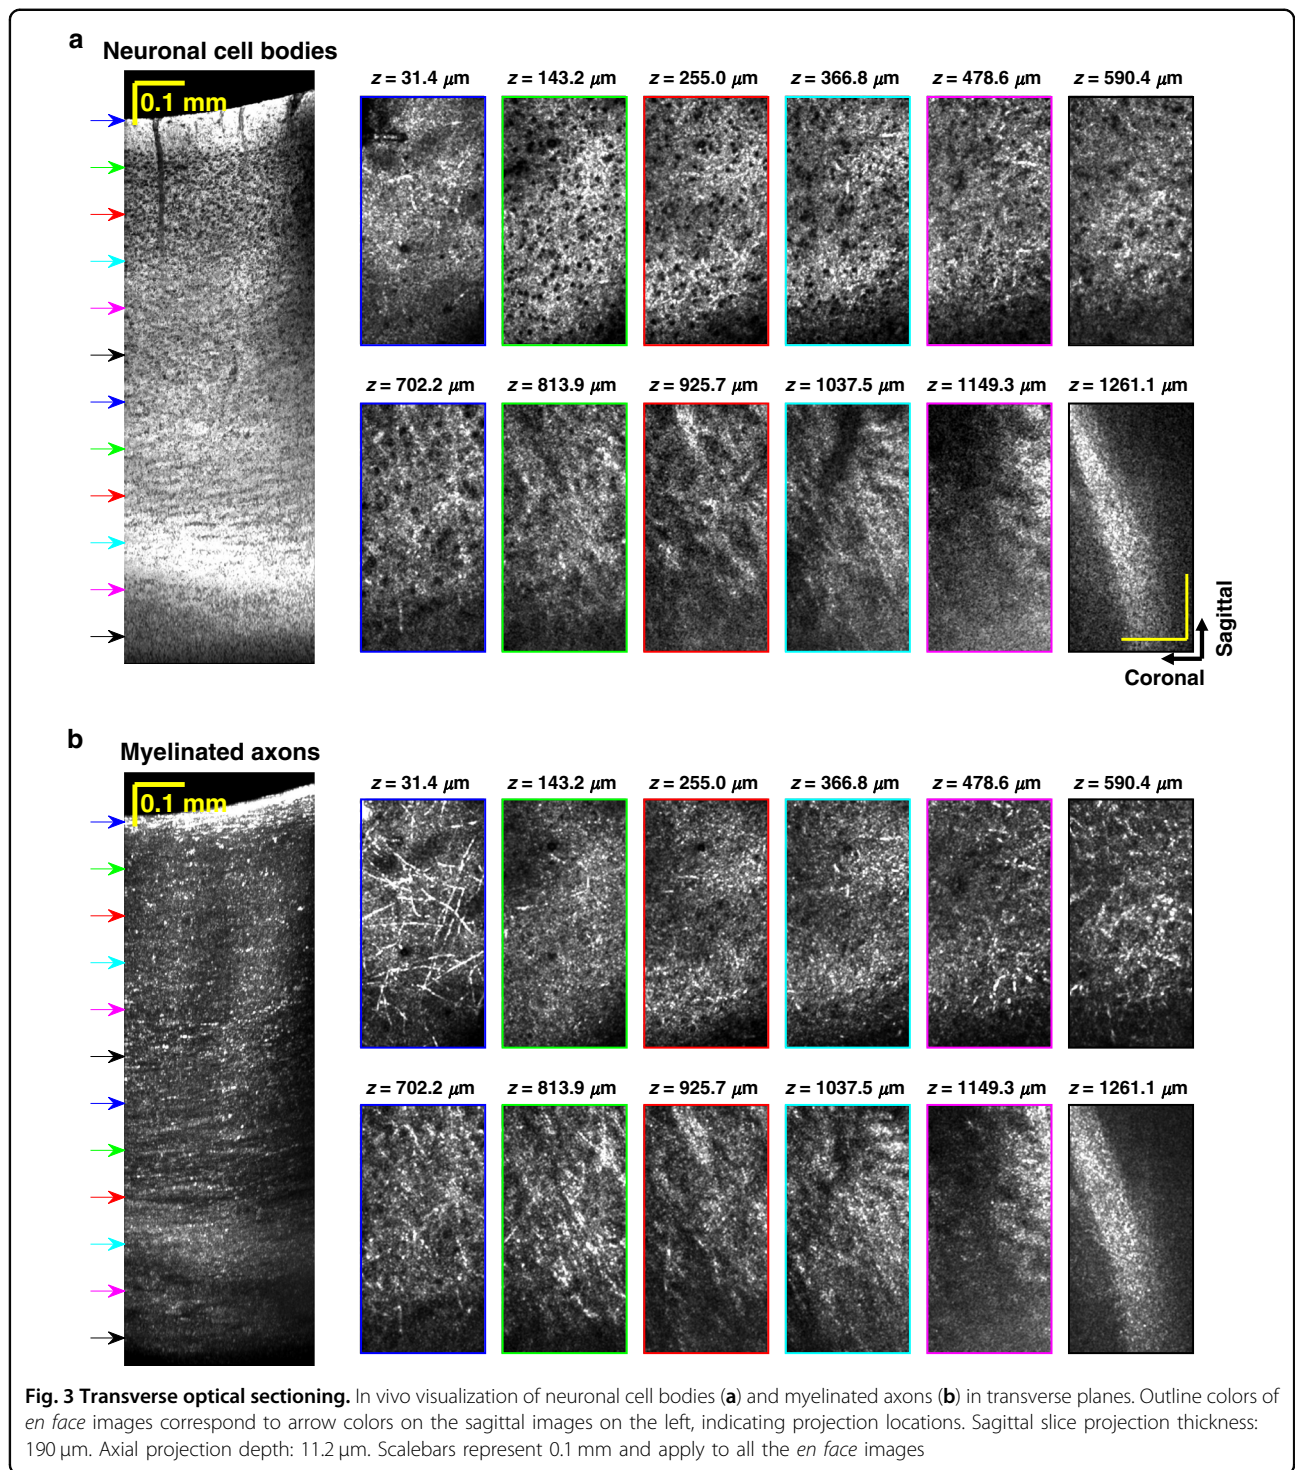 a
Neuronal cell bodies
0.1 mm
z = 31.4 μm z = 143.2 μm z = 255.0 μm z = 366.8 μm z = 478.6 μm z = 590.4 μm
z = 702.2 μm z = 813.9 μm z = 925.7 μm z = 1037.5 μm z = 1149.3 μm z = 1261.1 μm
Sagittal
Coronal
b
Myelinated axons
0.1 mm
z = 31.4 μm z = 143.2 μm z = 255.0 μm z = 366.8 μm z = 478.6 μm z = 590.4 μm
z = 702.2 μm z = 813.9 μm z = 925.7 μm z = 1037.5 μm z = 1149.3 μm z = 1261.1 μm
Fig. 3 Transverse optical sectioning. In vivo visualization of neuronal cell bodies (a) and myelinated axons (b) in transverse planes. Outline colors of
en face images correspond to arrow colors on the sagittal images on the left, indicating projection locations. Sagittal slice projection thickness:
190 μm. Axial projection depth: 11.2 μm. Scalebars represent 0.1 mm and apply to all the en face images